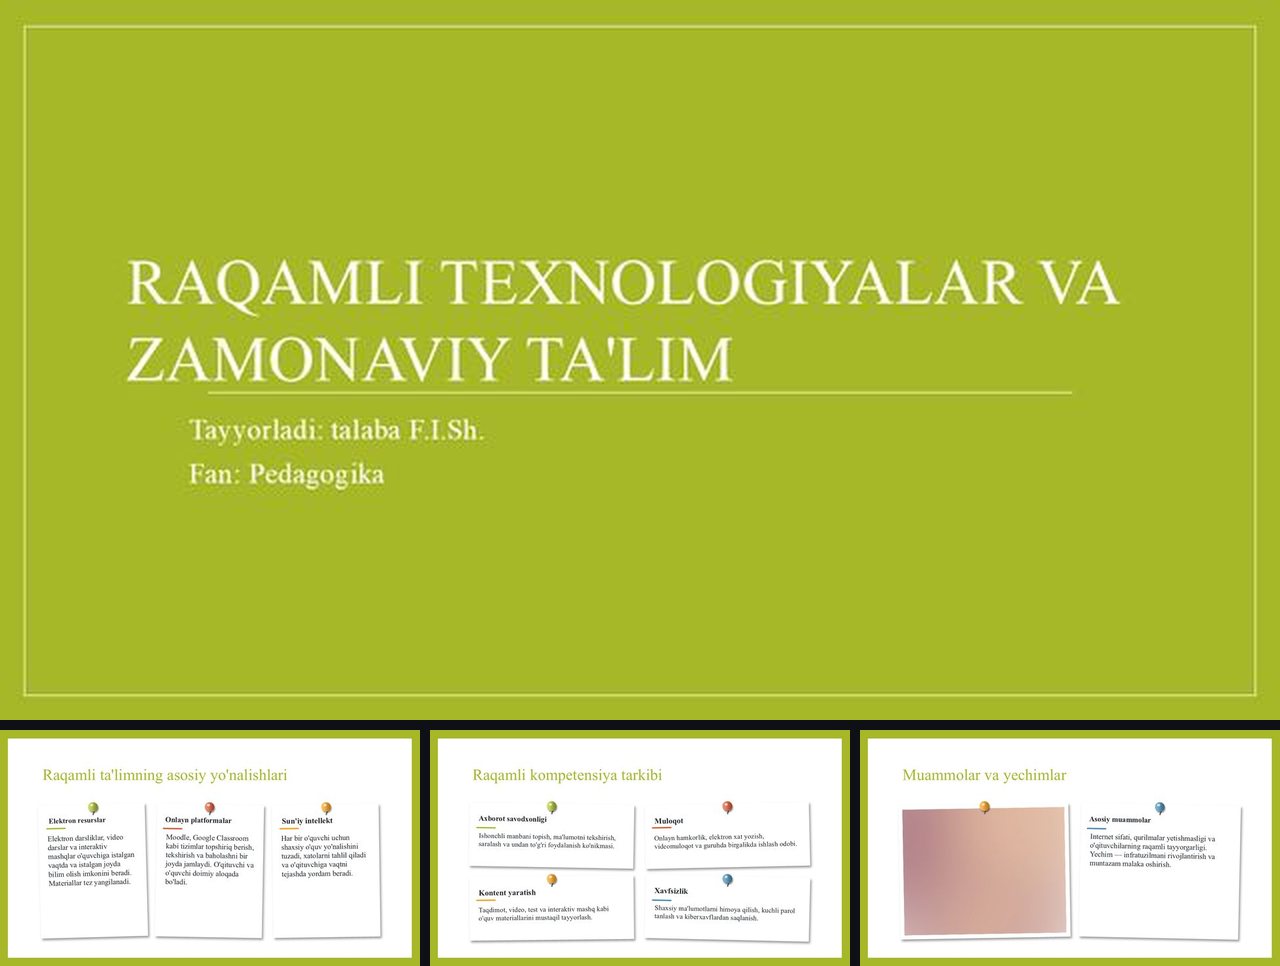 RAQAMLI TEXNOLOGIYALAR VA
ZAMONAVIY TA'LIM
Tayyorladi: talaba F.I.Sh.
Fan: Pedagogika
Raqamli ta'limning asosiy yo'nalishlari
Elektron resurslar
Elektron darsliklar, video
darslar va interaktiv
mashqlar o'quvchiga istalgan
vaqtda va istalgan joyda
bilim olish imkonini beradi.
Materiallar tez yangilanadi.
Onlayn platformalar
Moodle, Google Classroom
kabi tizimlar topshiriq berish,
tekshirish va baholashni bir
joyda jamlaydi. O'qituvchi va
o'quvchi doimiy aloqada
bo'ladi.
Sun'iy intellekt
Har bir o'quvchi uchun
shaxsiy o'quv yo'nalishini
tuzadi, xatolarni tahlil qiladi
va o'qituvchiga vaqtni
tejashda yordam beradi.
Raqamli kompetensiya tarkibi
Axborot savodxonligi
Ishonchli manbani topish, ma'lumotni tekshirish,
saralash va undan to'g'ri foydalanish ko'nikmasi.
Muloqot
Onlayn hamkorlik, elektron xat yozish,
videomuloqot va guruhda birgalikda ishlash odobi.
Kontent yaratish
Taqdimot, video, test va interaktiv mashq kabi
o'quv materiallarini mustaqil tayyorlash.
Xavfsizlik
Shaxsiy ma'lumotlarni himoya qilish, kuchli parol
tanlash va kiberxavflardan saqlanish.
Muammolar va yechimlar
Asosiy muammolar
Internet sifati, qurilmalar yetishmasligi va
o'qituvchilarning raqamli tayyorgarligi.
Yechim — infratuzilmani rivojlantirish va
muntazam malaka oshirish.